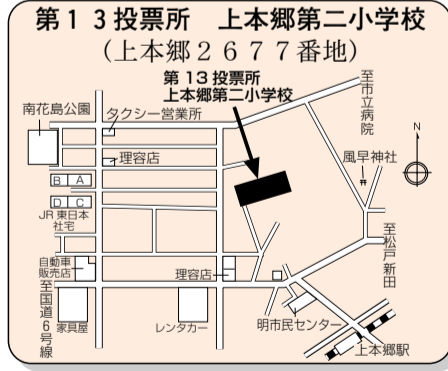 第１３投票所　上本郷第二小学校
(上本郷２６７７番地)
第13投票所
上本郷第二小学校
至市立病院
南花島公園
タクシー営業所
N
理容店
風早神社
B A
D C
JR東日本
社宅
至松戸新田
自動車
販売店
理容店
至国道6号線
家具屋
レンタカー
明市民センター
上本郷駅